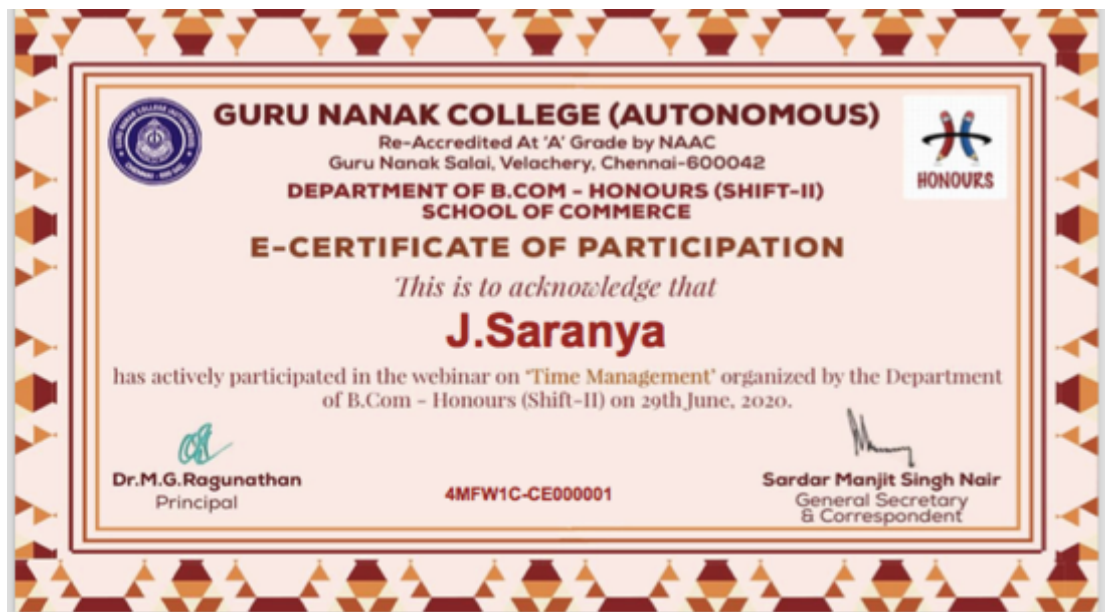 GURU NANAK COLLEGE (AUTONOMOUS)
Re-Accredited At 'A' Grade by NAAC
Guru Nanak Salai, Velachery, Chennai-600042
DEPARTMENT OF B.COM - HONOURS (SHIFT-II)
SCHOOL OF COMMERCE
HONOURS
E-CERTIFICATE OF PARTICIPATION
This is to acknowledge that
J.Saranya
has actively participated in the webinar on 'Time Management' organized by the Department
of B.Com - Honours (Shift-II) on 29th June, 2020.
Dr.M.G.Ragunathan
Principal
4MFW1C-CE000001
Sardar Manjit Singh Nair
General Secretary
& Correspondent